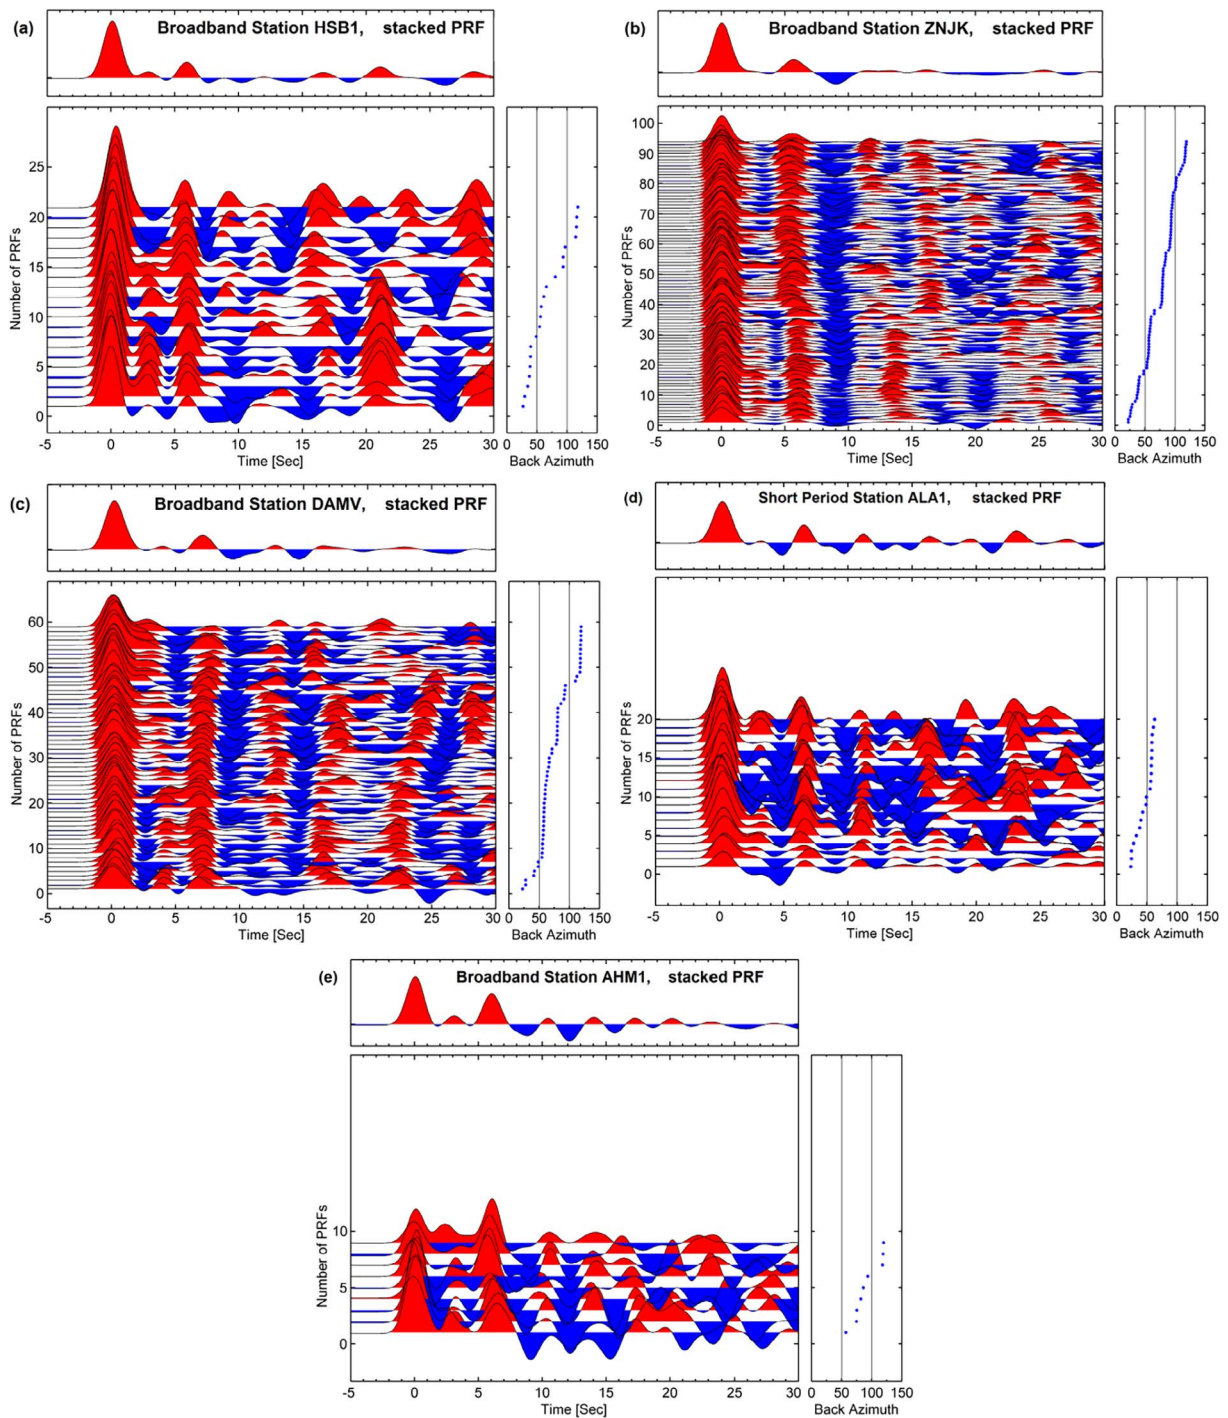 (a) Broadband Station HSB1, stacked PRF
Number of PRFs
25
20
15
10
5
0
-5 0 5 10 15 20 25 30
Time [Sec]
0 50 100 150
Back Azimuth
(b) Broadband Station ZNJK, stacked PRF
Number of PRFs
100
90
80
70
60
50
40
30
20
10
0
-5 0 5 10 15 20 25 30
Time [Sec]
0 50 100 150
Back Azimuth
(c) Broadband Station DAMV, stacked PRF
Number of PRFs
60
50
40
30
20
10
0
-5 0 5 10 15 20 25 30
Time [Sec]
0 50 100 150
Back Azimuth
(d) Short Period Station ALA1, stacked PRF
Number of PRFs
20
15
10
5
0
-5 0 5 10 15 20 25 30
Time [Sec]
0 50 100 150
Back Azimuth
(e) Broadband Station AHM1, stacked PRF
Number of PRFs
10
5
0
-5 0 5 10 15 20 25 30
Time [Sec]
0 50 100 150
Back Azimuth